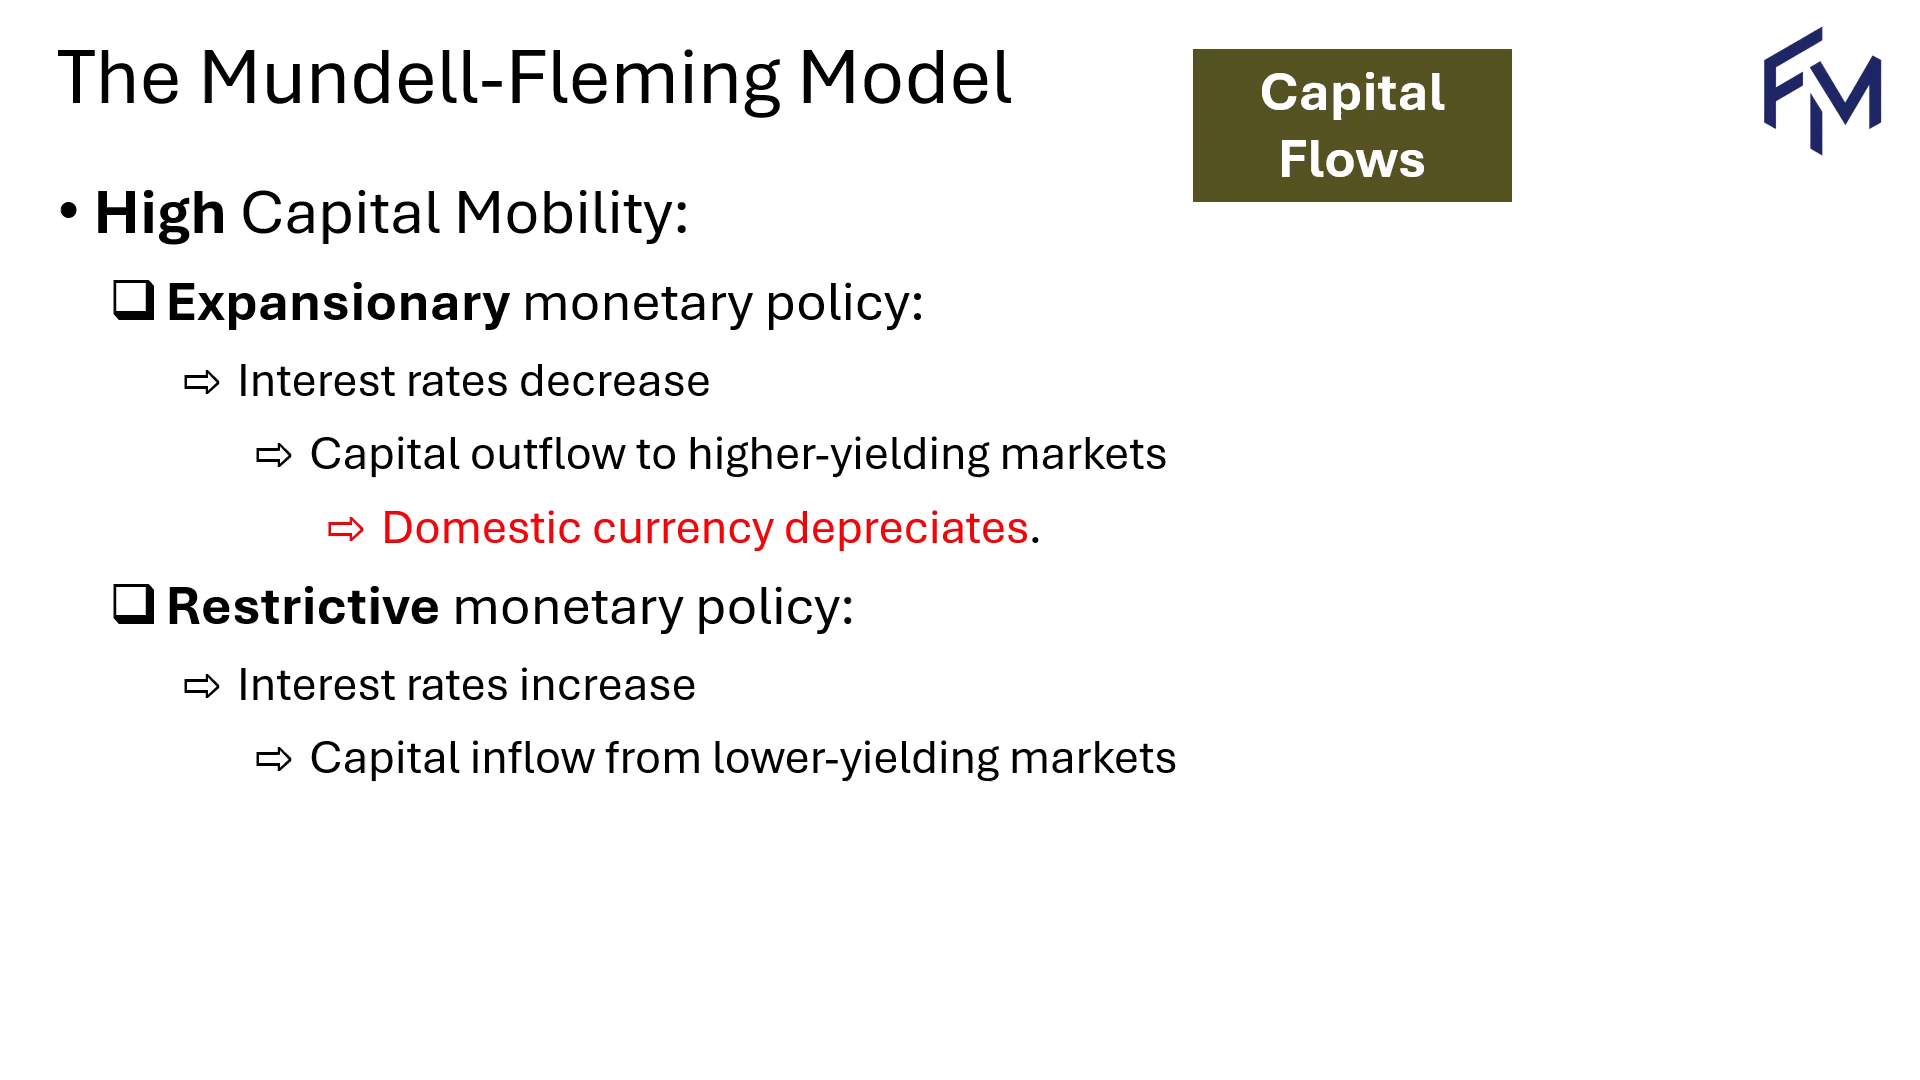 The Mundell-Fleming Model
Capital
Flows
FM
• High Capital Mobility:
❑ Expansionary monetary policy:
⇨ Interest rates decrease
⇨ Capital outflow to higher-yielding markets
⇨ Domestic currency depreciates.
❑ Restrictive monetary policy:
⇨ Interest rates increase
⇨ Capital inflow from lower-yielding markets